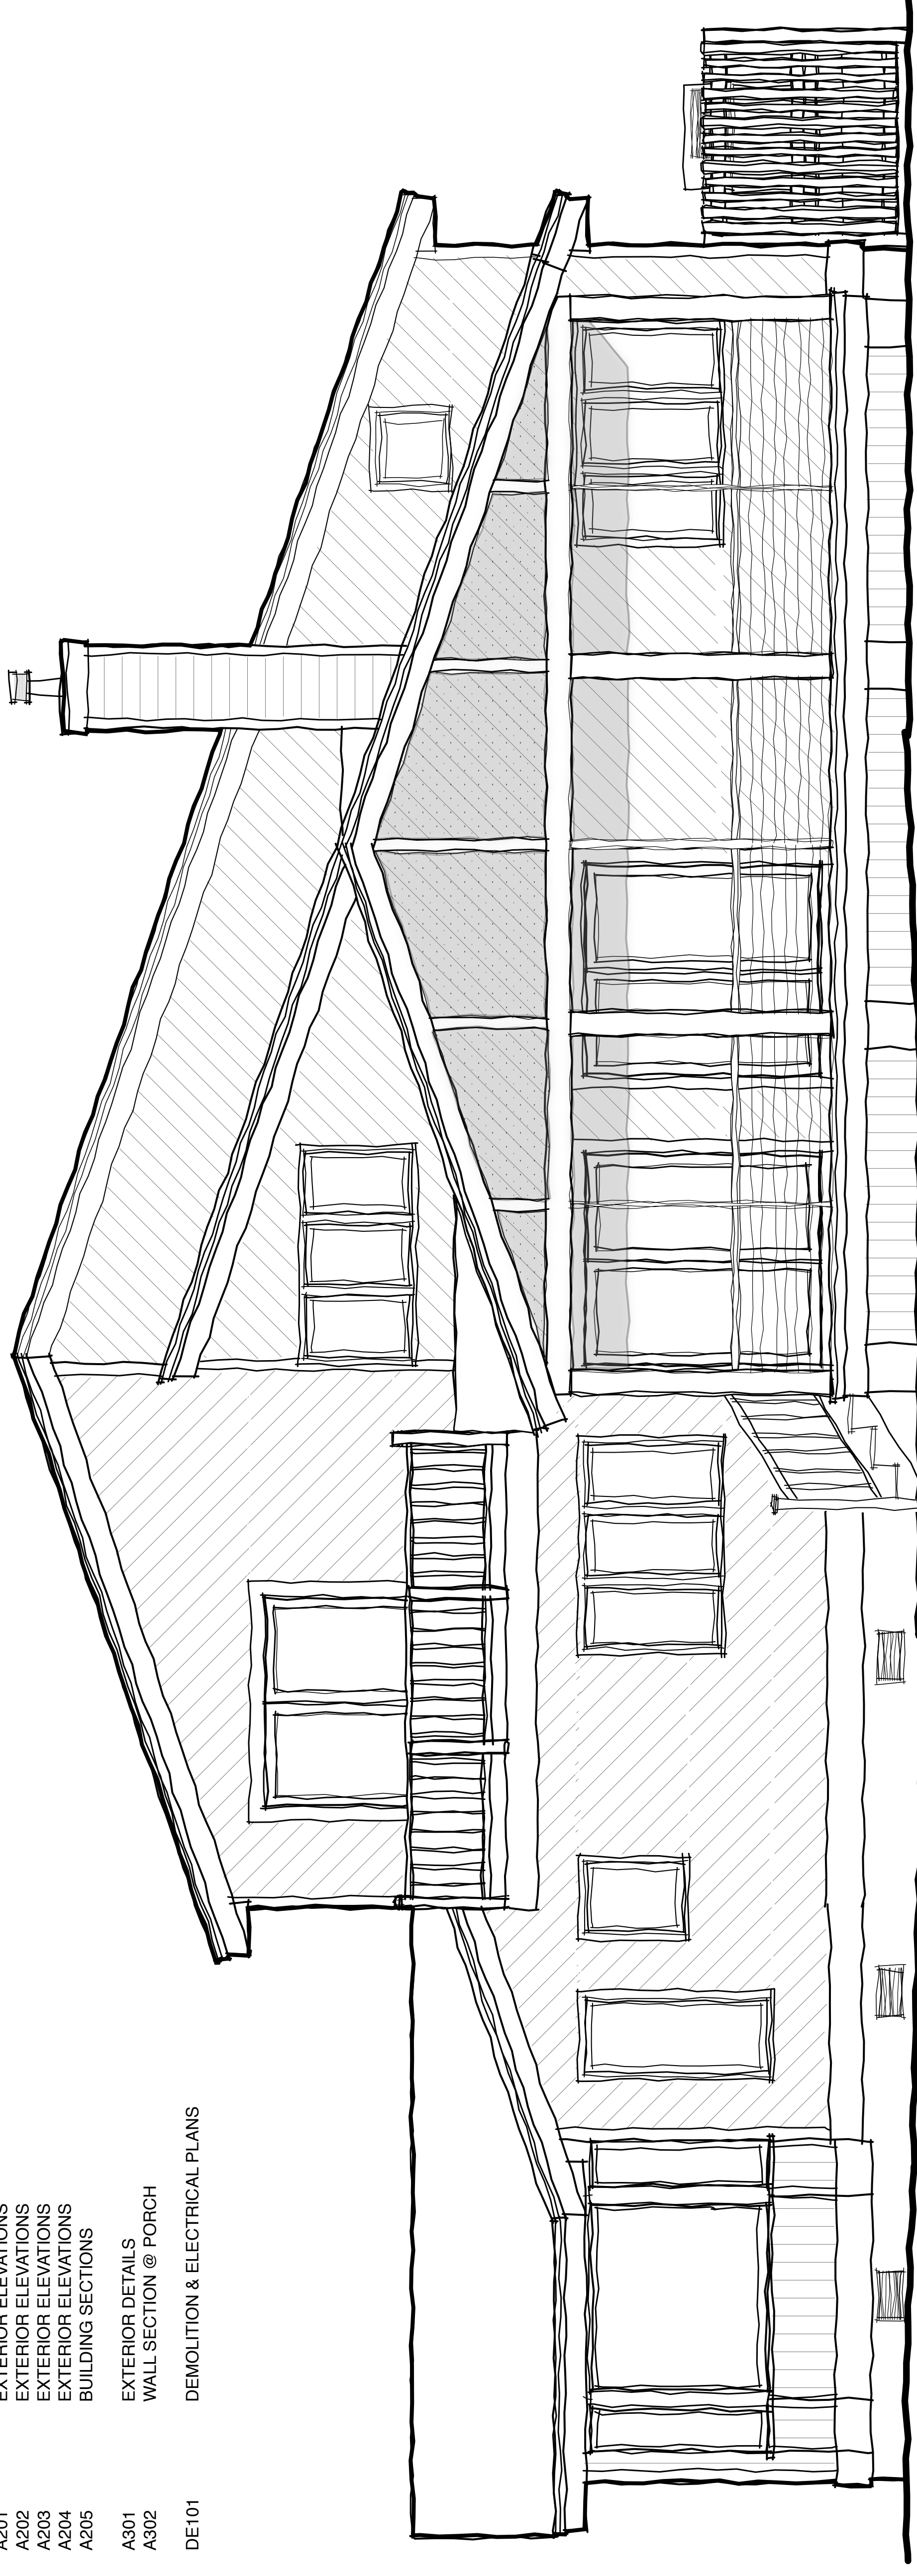 A201 EXTERIOR ELEVATIONS
A202 EXTERIOR ELEVATIONS
A203 EXTERIOR ELEVATIONS
A204 EXTERIOR ELEVATIONS
A205 BUILDING SECTIONS
A301 EXTERIOR DETAILS
A302 WALL SECTION @ PORCH
DE101 DEMOLITION & ELECTRICAL PLANS